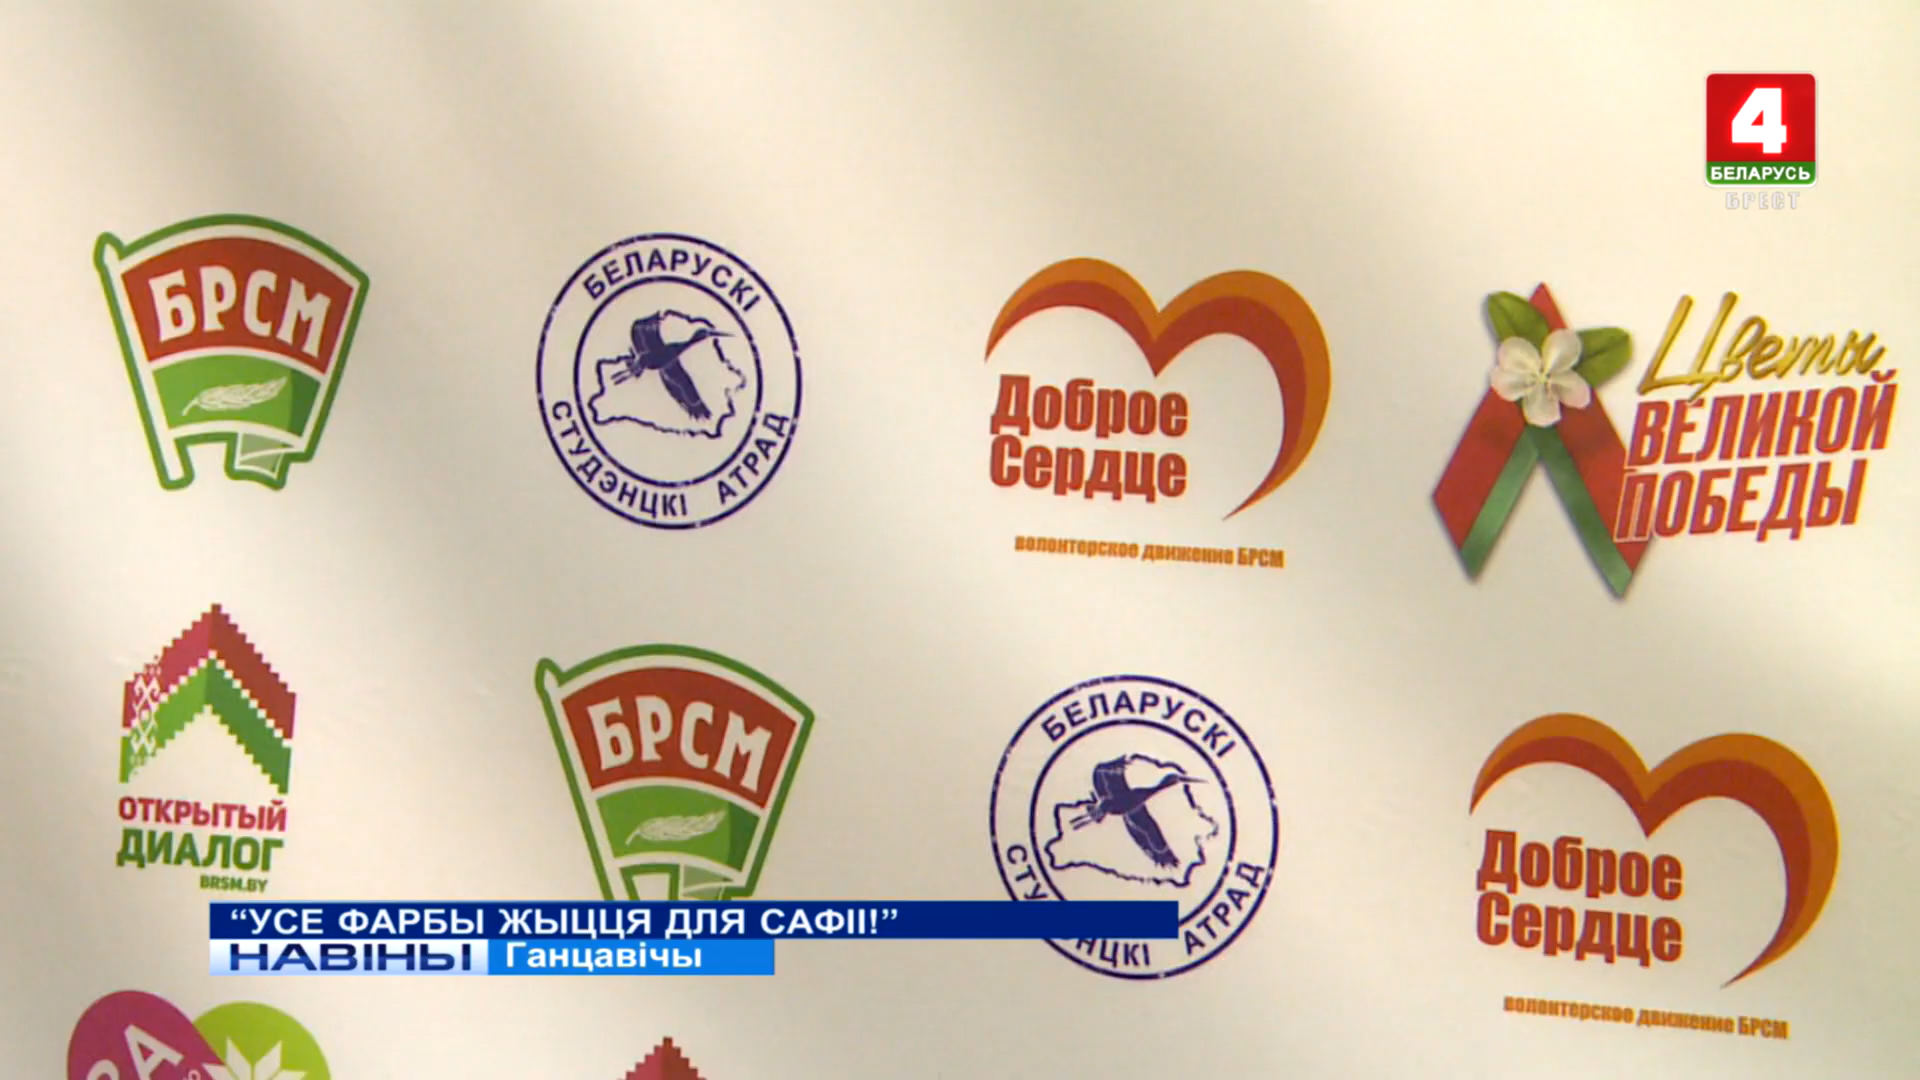 4
БЕЛАРУСЬ
БРЕСТ
БРСМ
БЕЛАРУСКІ
СТУДЭНЦКІ АТРАД
Доброе
Сердце
волонтерское движение БРСМ
Цветы
ВЕЛИКОЙ
ПОБЕДЫ
ОТКРЫТЫЙ
ДИАЛОГ
BRSM.BY
БРСМ
БЕЛАРУСКІ
СТУДЭНЦКІ АТРАД
Доброе
Сердце
волонтерское движение БРСМ
“УСЕ ФАРБЫ ЖЫЦЦЯ ДЛЯ САФІІ!”
НАВІНЫ Ганцавічы